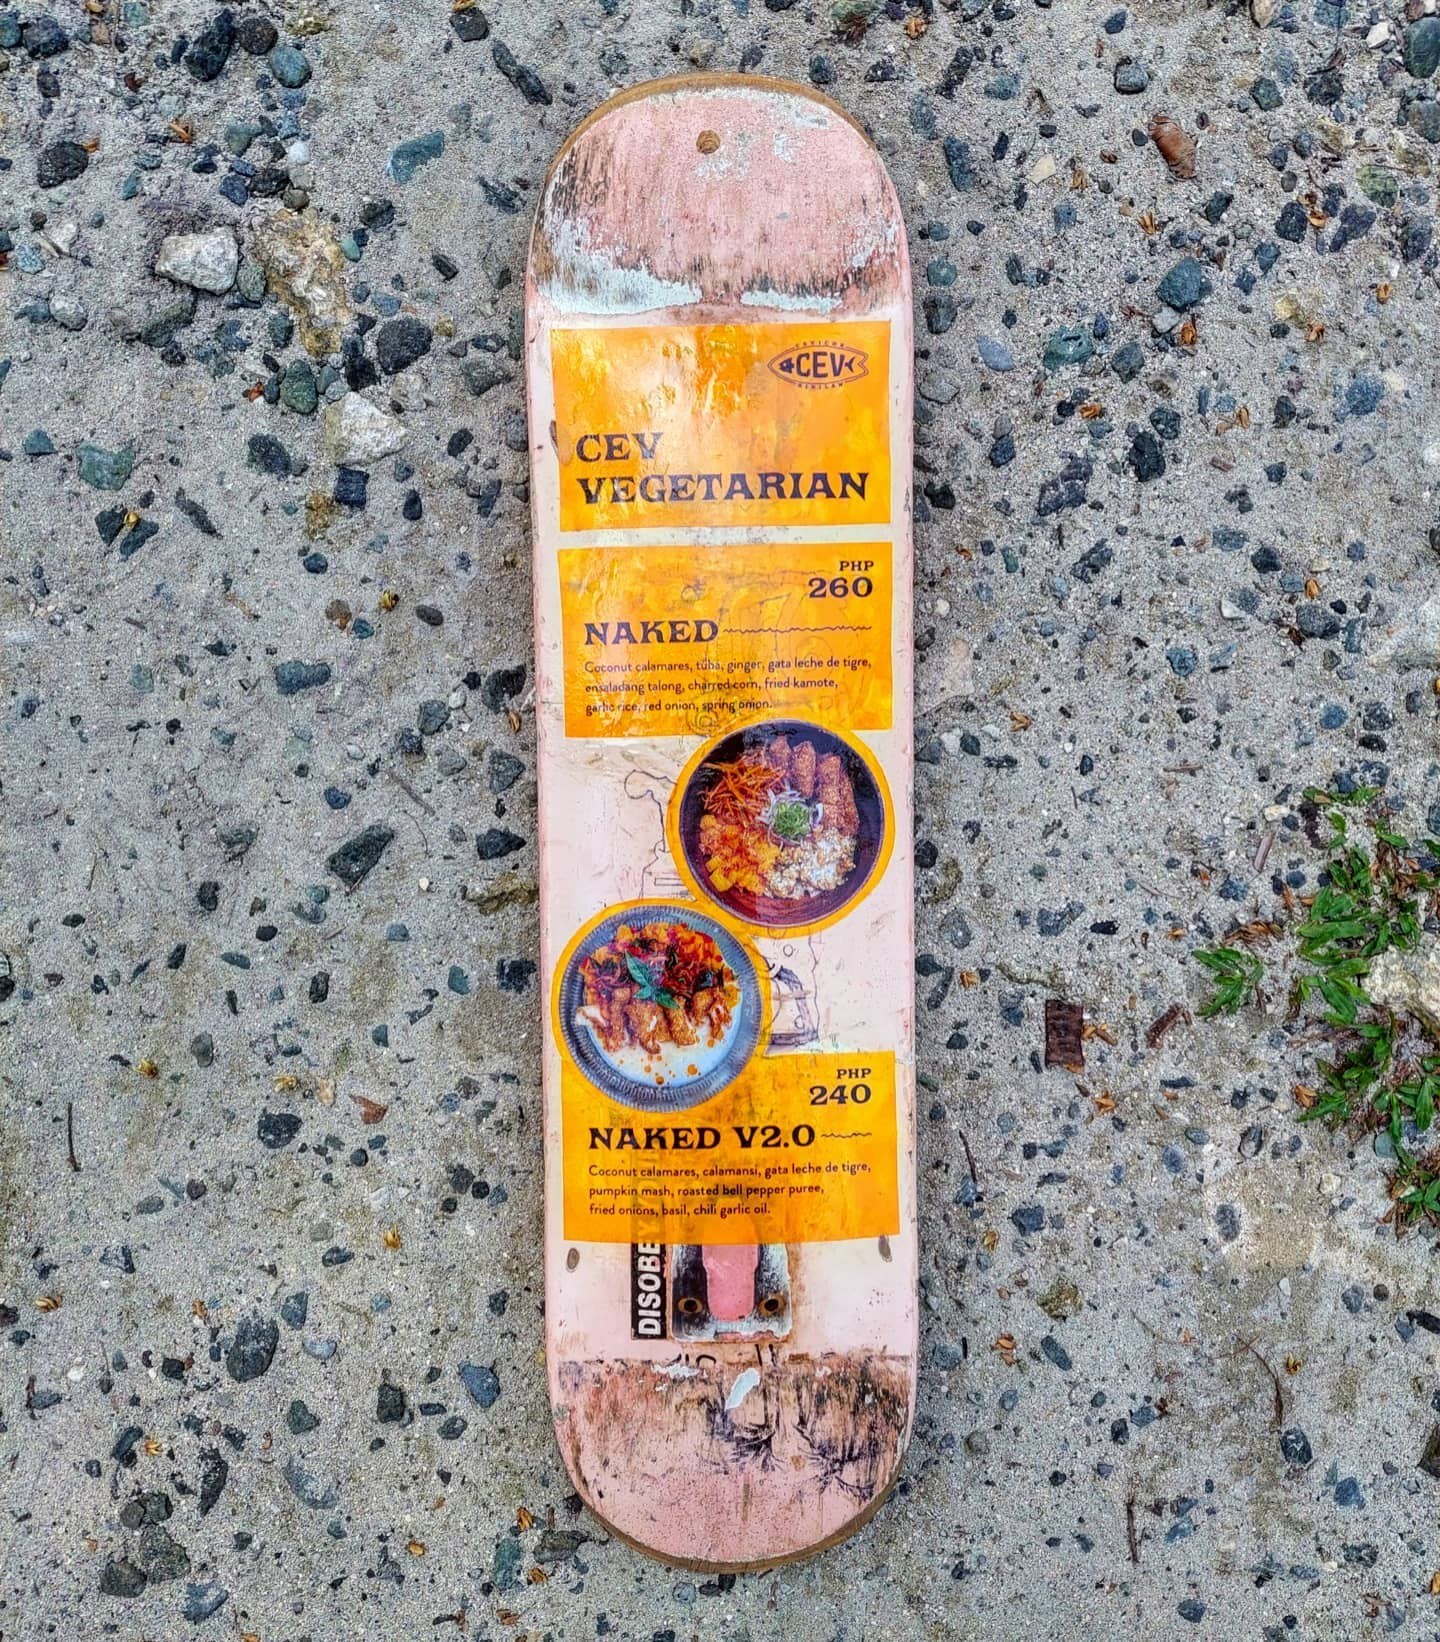 CEV
CEV
VEGETARIAN
PHP
260
NAKED
Coconut calamares, tuba, ginger, gata leche de tigre,
ensaladang talong, charred corn, fried kamote,
garlic rice, red onion, spring onion.
PHP
240
NAKED V2.0
Coconut calamares, calamansi, gata leche de tigre,
pumpkin mash, roasted bell pepper puree,
fried onions, basil, chili garlic oil.
DISOBEY